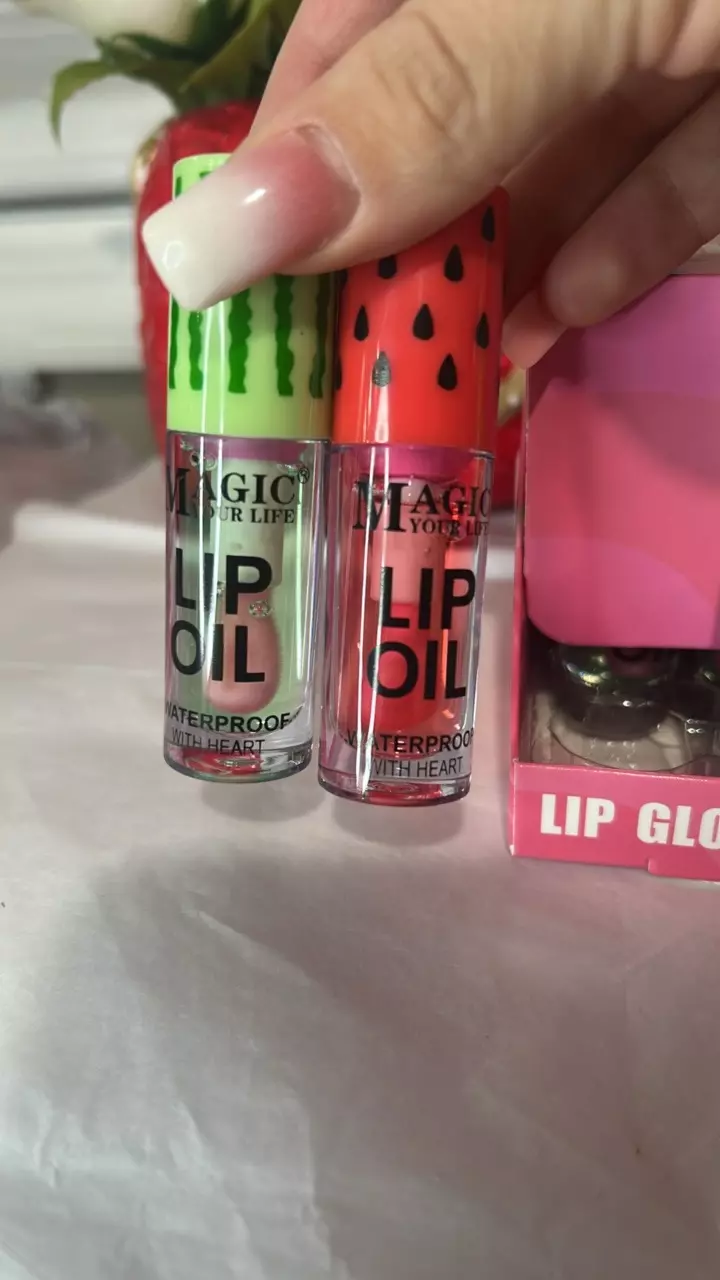 MAGIC®
YOUR LIFE
LIP
OIL
WATERPROOF
WITH HEART
MAGIC
YOUR LIFE
LIP
OIL
WATERPROOF
WITH HEART
LIP GLO